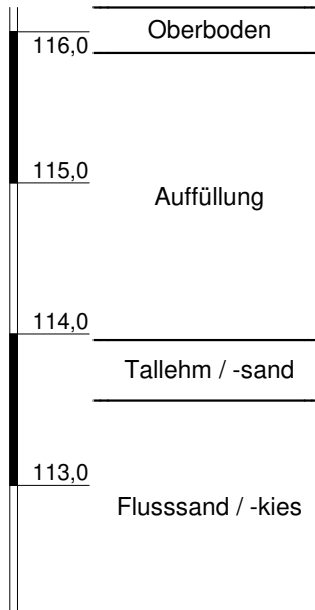 Oberboden
116,0
115,0
Auffüllung
114,0
Tallehm / -sand
113,0
Flusssand / -kies